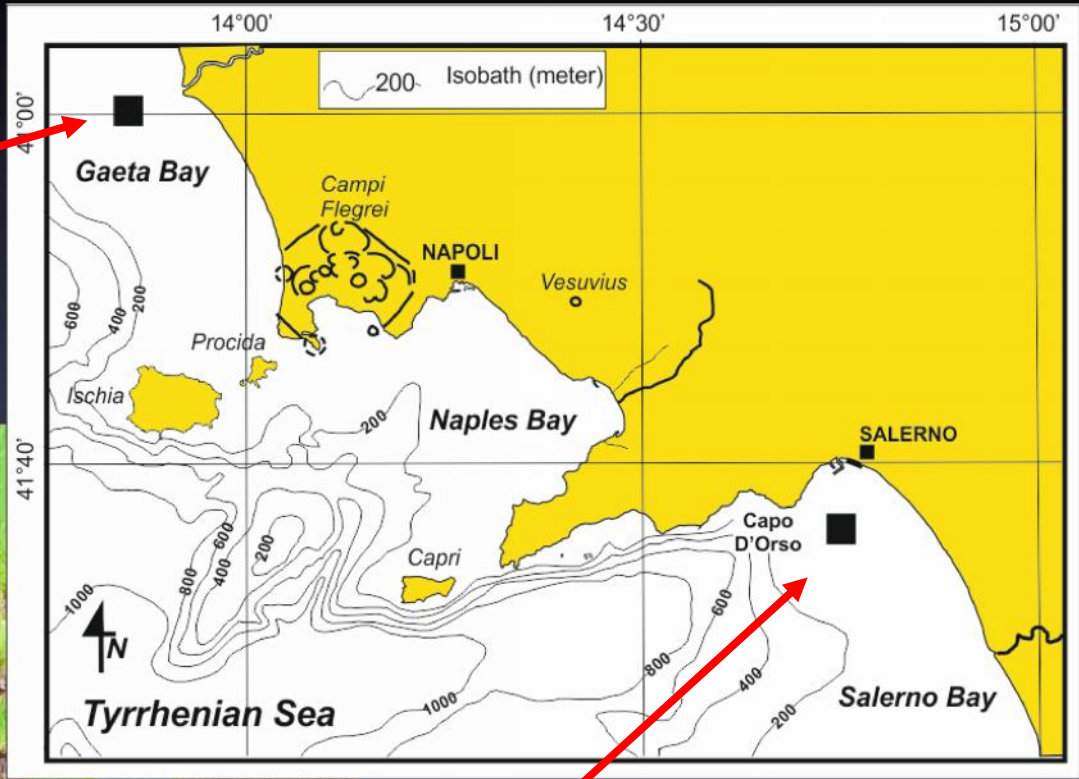 14°00'
14°30'
15°00'
200 Isobath (meter)
41°00'
Gaeta Bay
Campi
Flegrei
NAPOLI
Vesuvius
200
400
600
Procida
Ischia
200
Naples Bay
SALERNO
41°40'
Capo
D'Orso
600
200
800
400
Capri
1000
600
N
800
400
1000
200
Salerno Bay
Tyrrhenian Sea